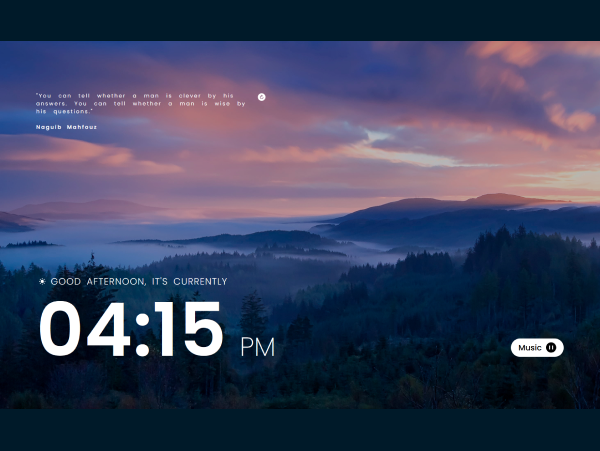 "You can tell whether a man is clever by his
answers. You can tell whether a man is wise by
his questions."
Naguib Mahfouz
GOOD AFTERNOON, IT'S CURRENTLY
04:15 PM
Music